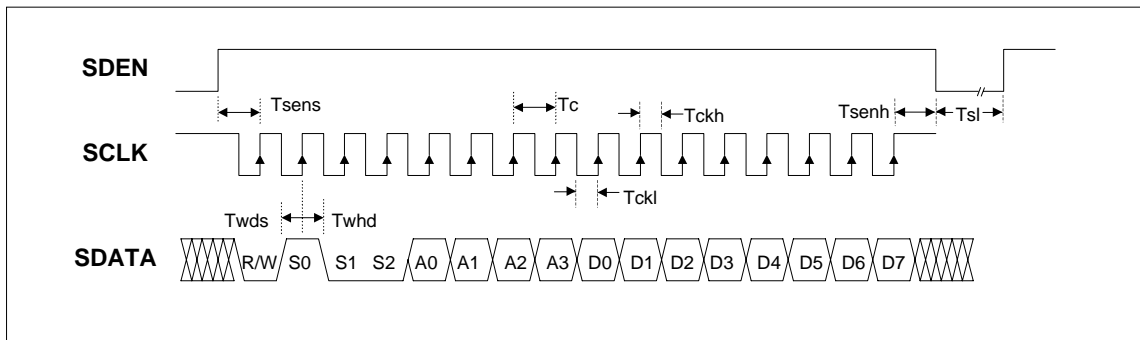 SDEN
Tsens
Tc
Tckh
Tsenh
Tsl
SCLK
Tckl
Twds
Twhd
SDATA
R/W S0 S1 S2 A0 A1 A2 A3 D0 D1 D2 D3 D4 D5 D6 D7